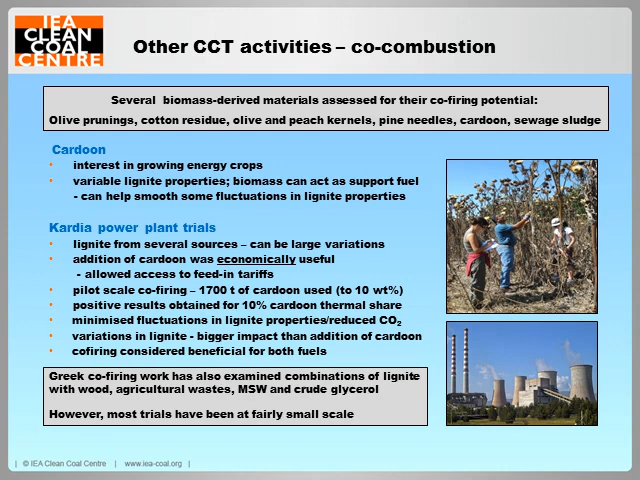 IEA
CLEAN
COAL
CENTRE
Other CCT activities – co-combustion
Several biomass-derived materials assessed for their co-firing potential:
Olive prunings, cotton residue, olive and peach kernels, pine needles, cardoon, sewage sludge
Cardoon
• interest in growing energy crops
• variable lignite properties; biomass can act as support fuel
- can help smooth some fluctuations in lignite properties
Kardia power plant trials
• lignite from several sources – can be large variations
• addition of cardoon was economically useful
- allowed access to feed-in tariffs
• pilot scale co-firing – 1700 t of cardoon used (to 10 wt%)
• positive results obtained for 10% cardoon thermal share
• minimised fluctuations in lignite properties/reduced CO2
• variations in lignite - bigger impact than addition of cardoon
• cofiring considered beneficial for both fuels
Greek co-firing work has also examined combinations of lignite
with wood, agricultural wastes, MSW and crude glycerol
However, most trials have been at fairly small scale
| © IEA Clean Coal Centre | www.iea-coal.org |